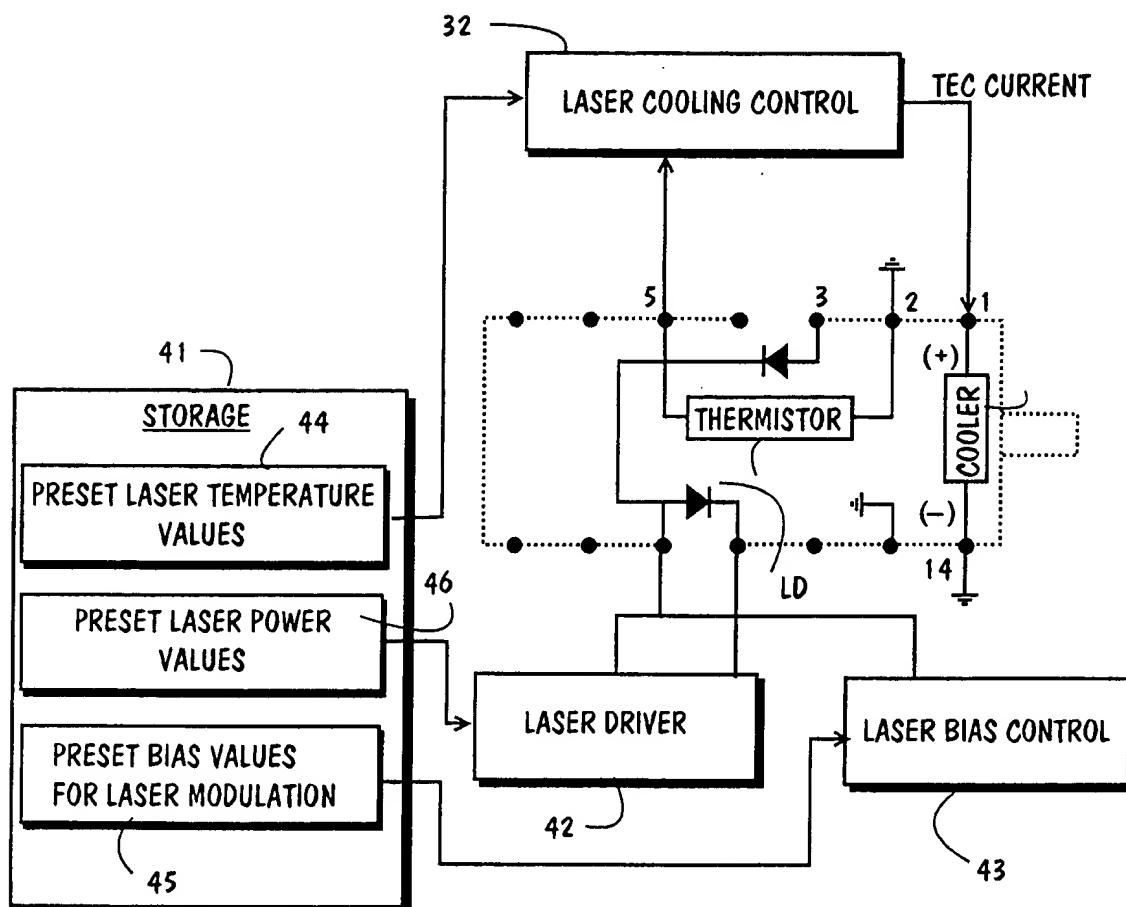 32
LASER COOLING CONTROL
TEC CURRENT
5
3
2
1
(+)
THERMISTOR
COOLER
(-)
14
LD
41
STORAGE
44
PRESET LASER TEMPERATURE
VALUES
46
PRESET LASER POWER
VALUES
LASER DRIVER
LASER BIAS CONTROL
PRESET BIAS VALUES
FOR LASER MODULATION
42
43
45